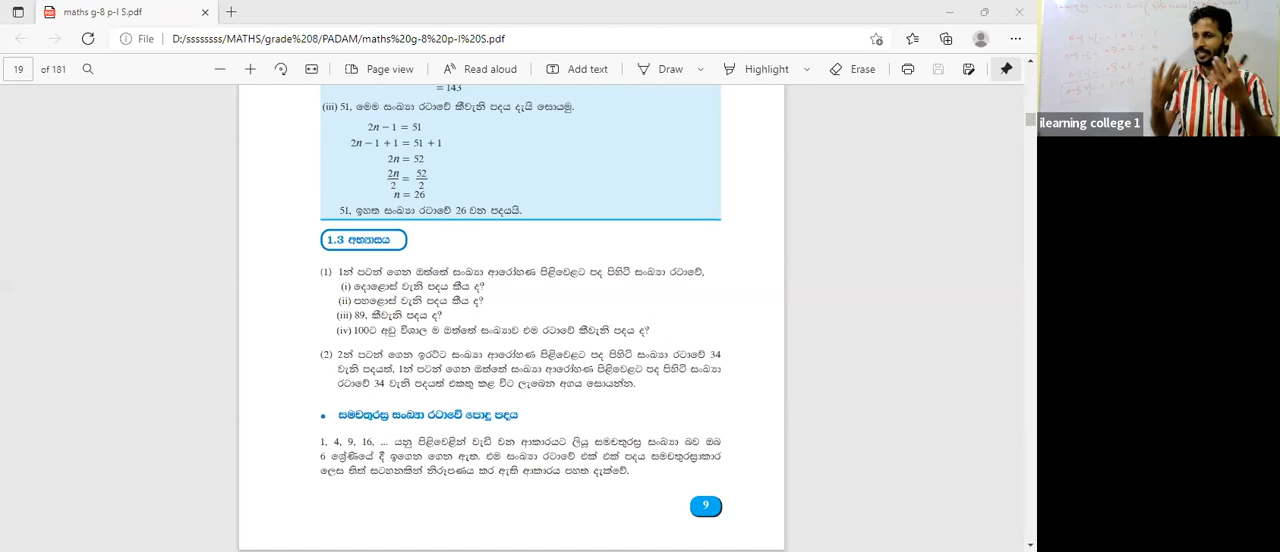 maths g-8 p-I S.pdf
File
D:/ssssssss/MATHS/grade%208/PADAM/maths%20g-8%20p-I%20S.pdf
19 of 181
Page view
Read aloud
Add text
Draw
Highlight
Erase
= 143
(iii) 51, මෙම සංඛ්‍යා රටාවේ කීවැනි පදය දැයි සොයමු.
2n − 1 = 51
2n − 1 + 1 = 51 + 1
2n = 52
2n/2 = 52/2
n = 26
51, ඉහත සංඛ්‍යා රටාවේ 26 වන පදයයි.
1.3 අභ්‍යාසය
(1) 1න් පටන් ගෙන ඔත්තේ සංඛ්‍යා ආරෝහණ පිළිවෙළට පද පිහිටි සංඛ්‍යා රටාවේ,
(i) දොළොස් වැනි පදය කීය ද?
(ii) පහළොස් වැනි පදය කීය ද?
(iii) 89, කීවැනි පදය ද?
(iv) 100ට අඩු විශාල ම ඔත්තේ සංඛ්‍යාව එම රටාවේ කීවැනි පදය ද?
(2) 2න් පටන් ගෙන ඉරට්ට සංඛ්‍යා ආරෝහණ පිළිවෙළට පද පිහිටි සංඛ්‍යා රටාවේ 34
වැනි පදයත්, 1න් පටන් ගෙන ඔත්තේ සංඛ්‍යා ආරෝහණ පිළිවෙළට පද පිහිටි සංඛ්‍යා
රටාවේ 34 වැනි පදයත් එකතු කළ විට ලැබෙන අගය සොයන්න.
• සමචතුරස්‍ර සංඛ්‍යා රටාවේ පොදු පදය
1, 4, 9, 16, ... යනු පිළිවෙළින් වැඩි වන ආකාරයට ලියූ සමචතුරස්‍ර සංඛ්‍යා බව ඔබ
6 ශ්‍රේණියේ දී ඉගෙන ගෙන ඇත. එම සංඛ්‍යා රටාවේ එක් එක් පදය සමචතුරස්‍රාකාර
ලෙස තිත් සටහනකින් නිරූපණය කර ඇති ආකාරය පහත දැක්වේ.
9
ilearning college 1